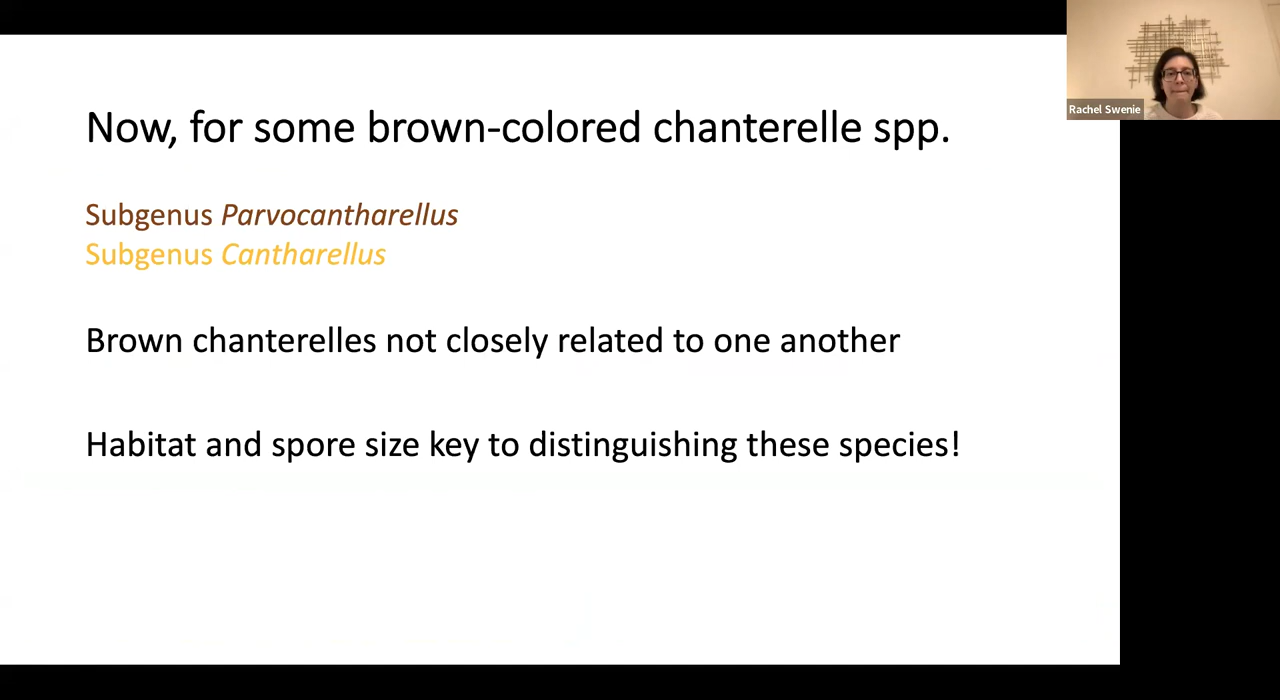 Now, for some brown-colored chanterelle spp.
Subgenus Parvocantharellus
Subgenus Cantharellus
Brown chanterelles not closely related to one another
Habitat and spore size key to distinguishing these species!
Rachel Swenie